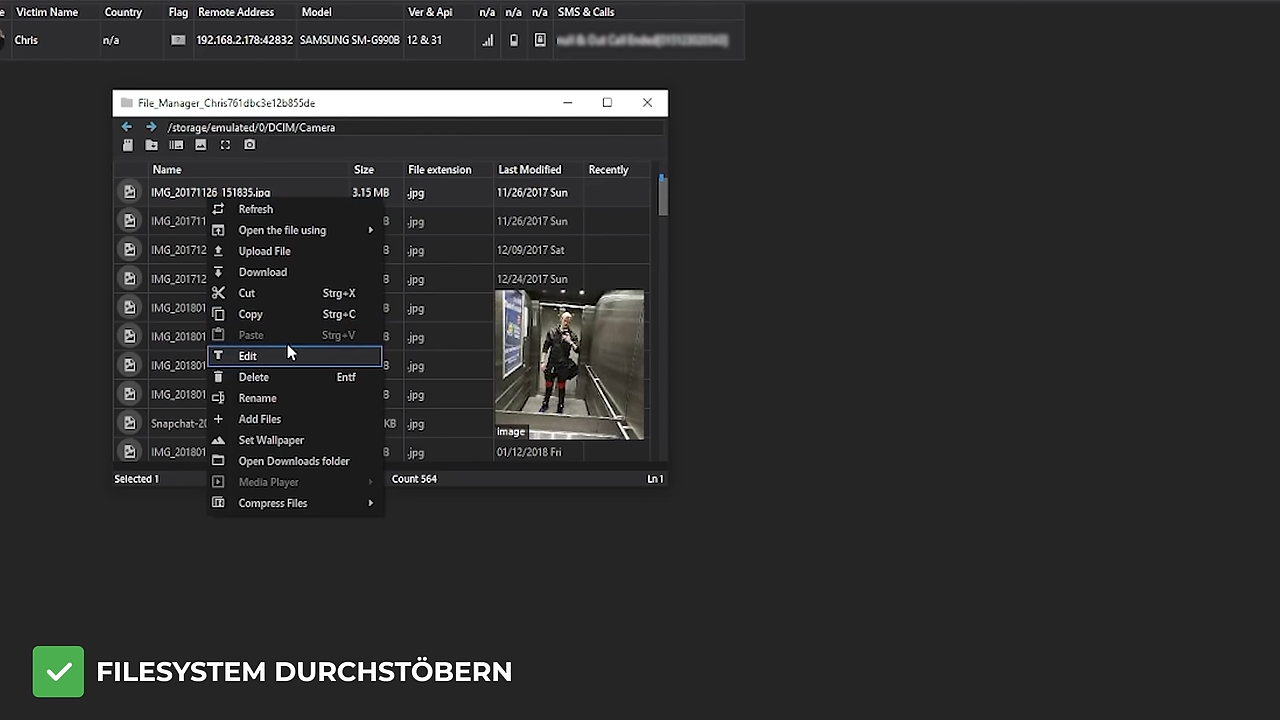 e Victim Name Country Flag Remote Address Model Ver & Api n/a n/a n/a SMS & Calls
Chris n/a 192.168.2.178:42832 SAMSUNG SM-G990B 12 & 31
File_Manager_Chris761dbc3e12b855de
/storage/emulated/0/DCIM/Camera
Name Size File extension Last Modified Recently
IMG_20171126_151835.jpg 3.15 MB .jpg 11/26/2017 Sun
IMG_201711 B .jpg 11/26/2017 Sun
IMG_201712 B .jpg 12/09/2017 Sat
IMG_201712 B .jpg 12/24/2017 Sun
IMG_201801 B .jpg
IMG_201801 B .jpg
IMG_201801 B .jpg
IMG_201801 B .jpg
Snapchat-20 KB .jpg
IMG_201801 B .jpg 01/12/2018 Fri
Refresh
Open the file using
Upload File
Download
Cut Strg+X
Copy Strg+C
Paste Strg+V
Edit
Delete Entf
Rename
Add Files
Set Wallpaper
Open Downloads folder
Media Player
Compress Files
image
Selected 1 Count 564 Ln 1
FILESYSTEM DURCHSTÖBERN